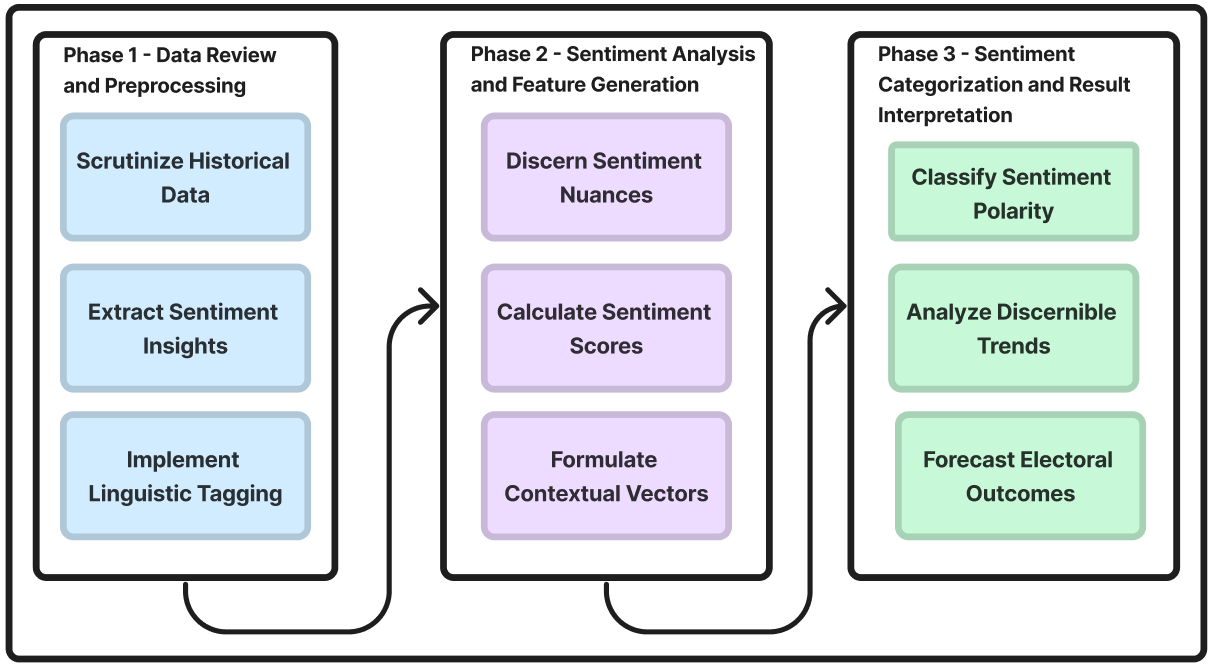 Phase 1 - Data Review
and Preprocessing
Scrutinize Historical
Data
Extract Sentiment
Insights
Implement
Linguistic Tagging
Phase 2 - Sentiment Analysis
and Feature Generation
Discern Sentiment
Nuances
Calculate Sentiment
Scores
Formulate
Contextual Vectors
Phase 3 - Sentiment
Categorization and Result
Interpretation
Classify Sentiment
Polarity
Analyze Discernible
Trends
Forecast Electoral
Outcomes